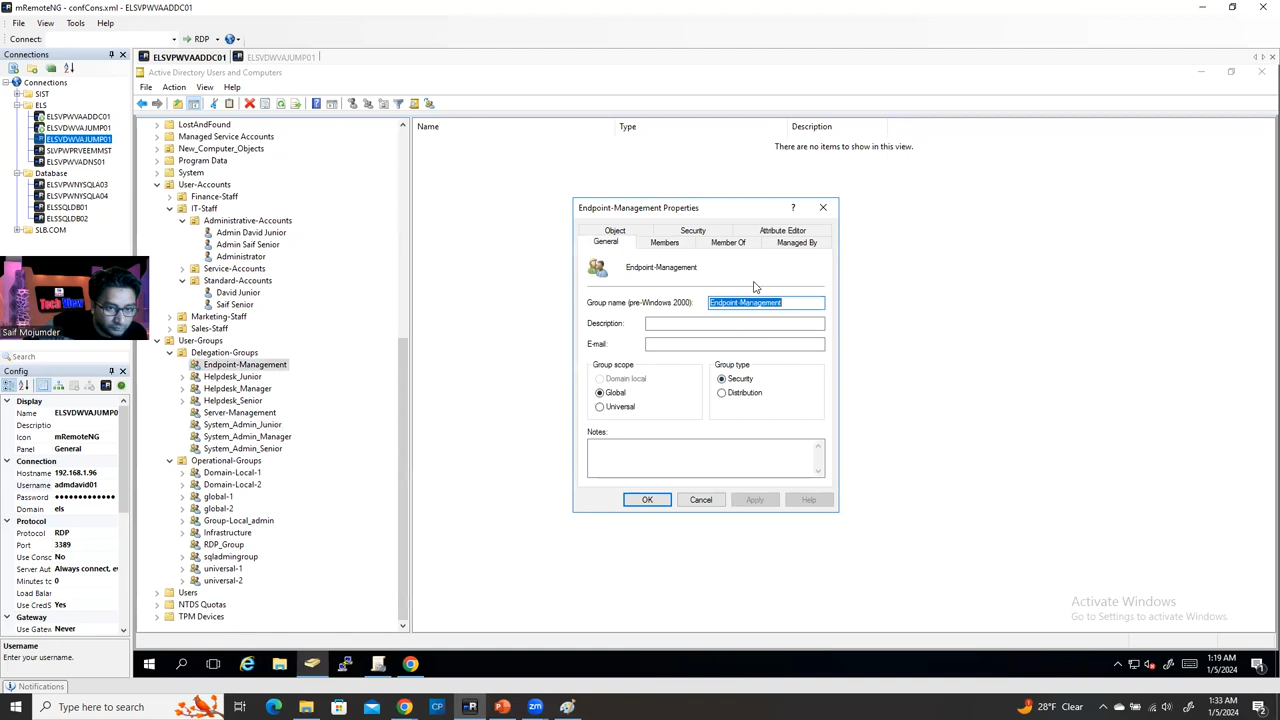 mRemoteNG - confCons.xml - ELSVPWVAADDC01
File View Tools Help
Connect: RDP
Connections
ELSVPWVAADDC01 ELSVDWVAJUMP01
Active Directory Users and Computers
File Action View Help
Connections
SIST
ELS
ELSVPWVAADDC01
ELSVDWVAJUMP01
ELSVDWVAJUMP01
SLVPWPRVEEMMST
ELSVPWVADNS01
Database
ELSVPWNYSQLA03
ELSVPWNYSQLA04
ELSSQLDB01
ELSSQLDB02
SLB.COM
Tech View
Saif Mojumder
Search
Config
Display
Name ELSVDWVAJUMP0
Descriptio
Icon mRemoteNG
Panel General
Connection
Hostname 192.168.1.96
Username admdavid01
Password ••••••••••••••
Domain els
Protocol
Protocol RDP
Port 3389
Use Consc No
Server Aut Always connect, ev
Minutes to 0
Load Balar
Use CredS Yes
Gateway
Use Gatew Never
Username
Enter your username.
Notifications
LostAndFound
Managed Service Accounts
New_Computer_Objects
Program Data
System
User-Accounts
Finance-Staff
IT-Staff
Administrative-Accounts
Admin David Junior
Admin Saif Senior
Administrator
Service-Accounts
Standard-Accounts
David Junior
Saif Senior
Marketing-Staff
Sales-Staff
User-Groups
Delegation-Groups
Endpoint-Management
Helpdesk_Junior
Helpdesk_Manager
Helpdesk_Senior
Server-Management
System_Admin_Junior
System_Admin_Manager
System_Admin_Senior
Operational-Groups
Domain-Local-1
Domain-Local-2
global-1
global-2
Group-Local_admin
Infrastructure
RDP_Group
sqladmingroup
universal-1
universal-2
Users
NTDS Quotas
TPM Devices
Name Type Description
There are no items to show in this view.
Endpoint-Management Properties ?
Object Security Attribute Editor
General Members Member Of Managed By
Endpoint-Management
Group name (pre-Windows 2000): Endpoint-Management
Description:
E-mail:
Group scope Group type
Domain local Security
Global Distribution
Universal
Notes:
OK Cancel Apply Help
Activate Windows
Go to Settings to activate Windows.
1:19 AM
1/5/2024
Type here to search
28°F Clear
1:33 AM
1/5/2024